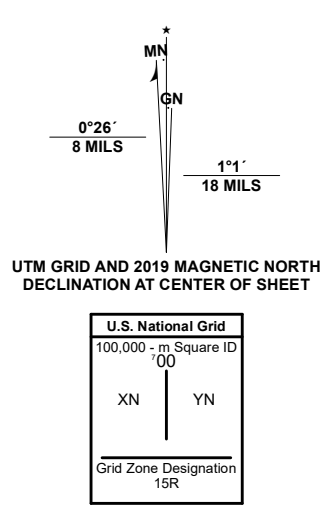 ★
MN
GN
0°26´
8 MILS
1°1´
18 MILS
UTM GRID AND 2019 MAGNETIC NORTH
DECLINATION AT CENTER OF SHEET
U.S. National Grid
100,000 - m Square ID
⁷00
XN YN
Grid Zone Designation
15R